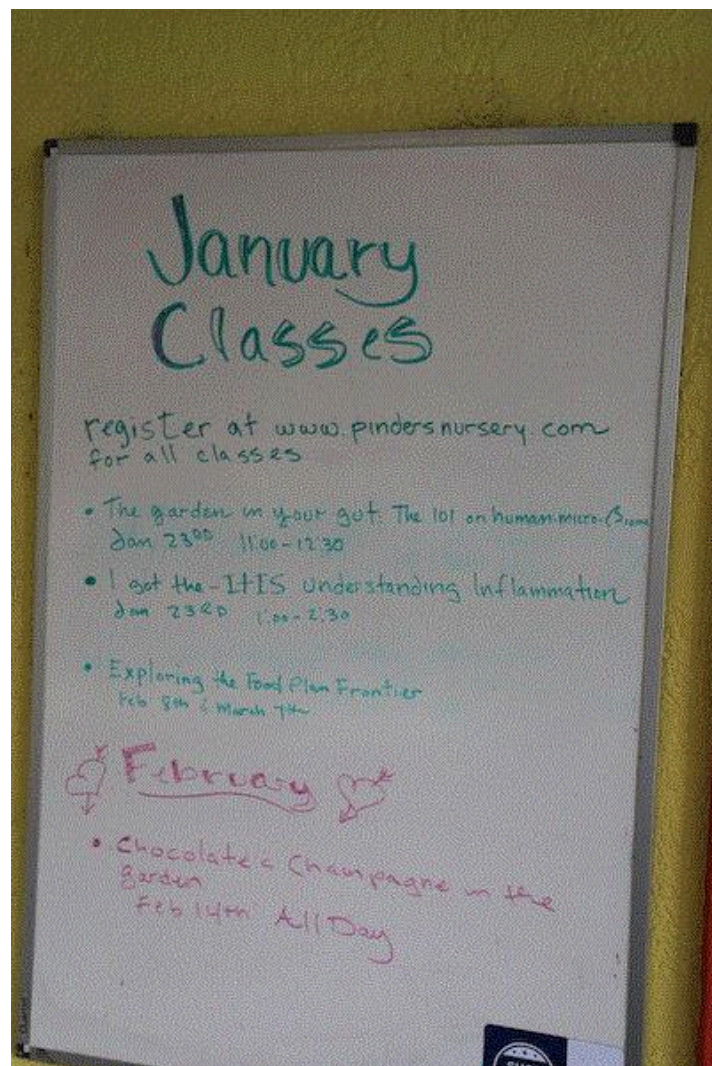 January
Classes
register at www.pindersnursery.com
for all classes
• The garden in your gut: The 101 on human-micro-Biome
Jan 23RD 11:00-12:30
• I got the -ItIS Understanding Inflammation
Jan 23RD 1:00-2:30
• Exploring the Food Plan Frontier
Feb 8th & March 7th
February
• Chocolate & Champagne in the
garden
Feb 14th All Day